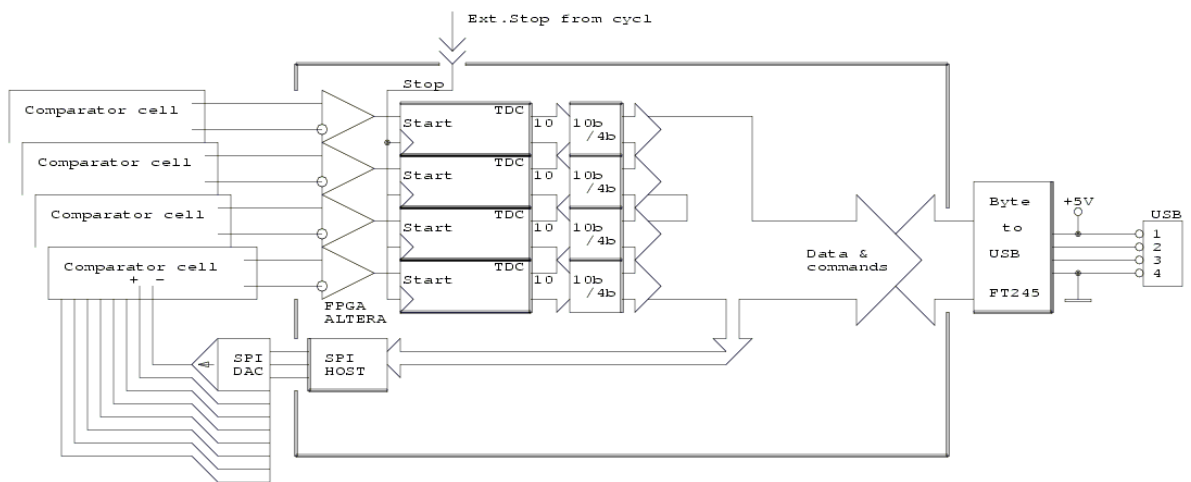 Ext.Stop from cycl
Stop
Comparator cell
Comparator cell
Comparator cell
Comparator cell
+ −
TDC
Start
10
10b
/4b
TDC
Start
10
10b
/4b
TDC
Start
10
10b
/4b
TDC
Start
10
10b
/4b
FPGA
ALTERA
Data &
commands
Byte
to
USB
FT245
+5V
USB
1
2
3
4
SPI
DAC
SPI
HOST